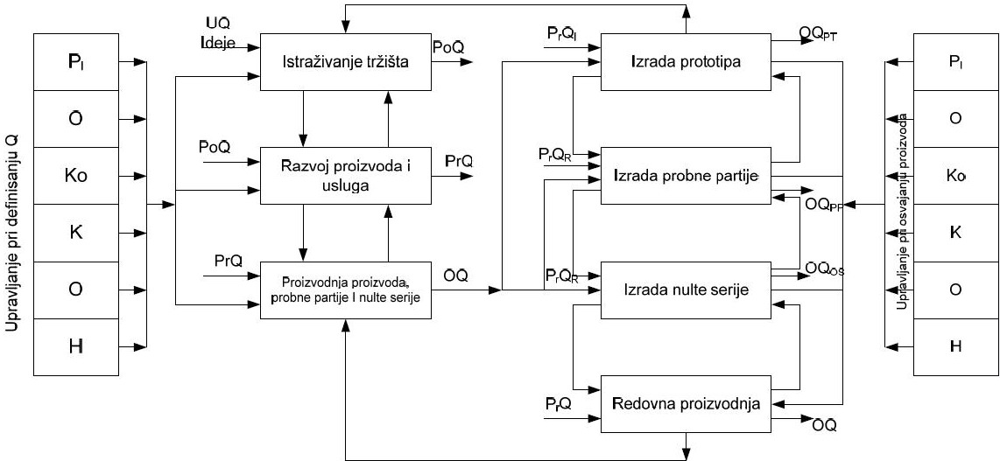 Upravljanje pri definisanju Q
Pı
O
Ko
K
O
H
UQ
Ideje
Istraživanje tržišta
PoQ
PoQ
Razvoj proizvoda i
usluga
PrQ
PrQ
Proizvodnja proizvoda,
probne partije I nulte serije
OQ
PrQI
Izrada prototipa
OQPT
PrQR
Izrada probne partije
OQPP
PrQR
Izrada nulte serije
OQOS
PrQ
Redovna proizvodnja
OQ
Upravljanje pri osvajanju proizvoda
Pı
O
Ko
K
O
H